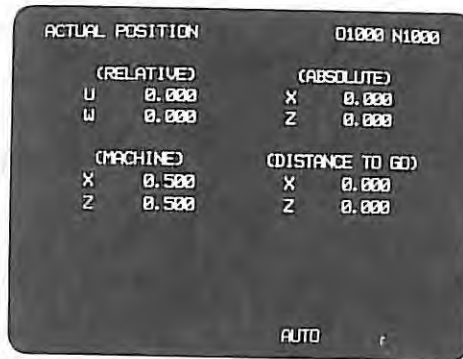 ACTUAL POSITION O1000 N1000
(RELATIVE) (ABSOLUTE)
U 0.000 X 0.000
W 0.000 Z 0.000
(MACHINE) (DISTANCE TO GO)
X 0.500 X 0.000
Z 0.500 Z 0.000
AUTO